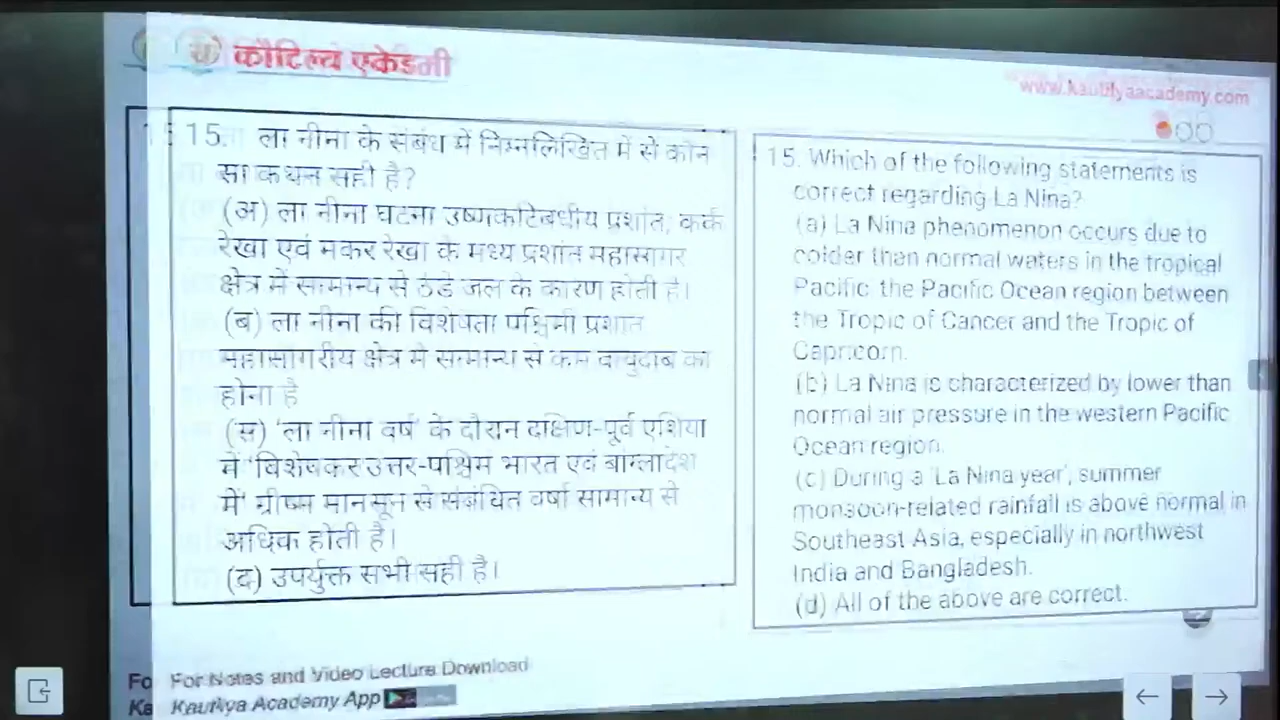 कौटिल्य एकेडमी
www.kautilyaacademy.com
15. ला नीना के संबंध में निम्नलिखित में से कौन
सा कथन सही है?
(अ) ला नीना घटना उष्णकटिबंधीय प्रशांत, कर्क
रेखा एवं मकर रेखा के मध्य प्रशांत महासागर
क्षेत्र में सामान्य से ठंडे जल के कारण होती है।
(ब) ला नीना की विशेषता पश्चिमी प्रशांत
महासागरीय क्षेत्र में सामान्य से कम वायुदाब का
होना है
(स) 'ला नीना वर्ष' के दौरान दक्षिण-पूर्व एशिया
में 'विशेषकर उत्तर-पश्चिम भारत एवं बांग्लादेश
में' ग्रीष्म मानसून से संबंधित वर्षा सामान्य से
अधिक होती है।
(द) उपर्युक्त सभी सही है।
15. Which of the following statements is
correct regarding La Nina?
(a) La Nina phenomenon occurs due to
colder than normal waters in the tropical
Pacific, the Pacific Ocean region between
the Tropic of Cancer and the Tropic of
Capricorn.
(b) La Nina is characterized by lower than
normal air pressure in the western Pacific
Ocean region.
(c) During a 'La Nina year', summer
monsoon-related rainfall is above normal in
Southeast Asia, especially in northwest
India and Bangladesh.
(d) All of the above are correct.
For Notes and Video Lecture Download
Kautilya Academy App